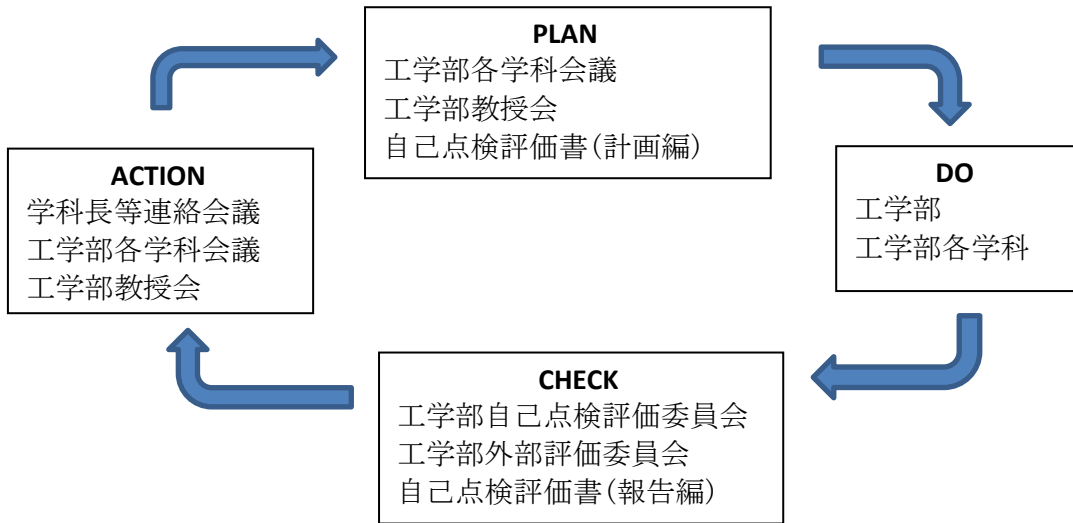 PLAN
工学部各学科会議
工学部教授会
自己点検評価書(計画編)
ACTION
学科長等連絡会議
工学部各学科会議
工学部教授会
DO
工学部
工学部各学科
CHECK
工学部自己点検評価委員会
工学部外部評価委員会
自己点検評価書(報告編)